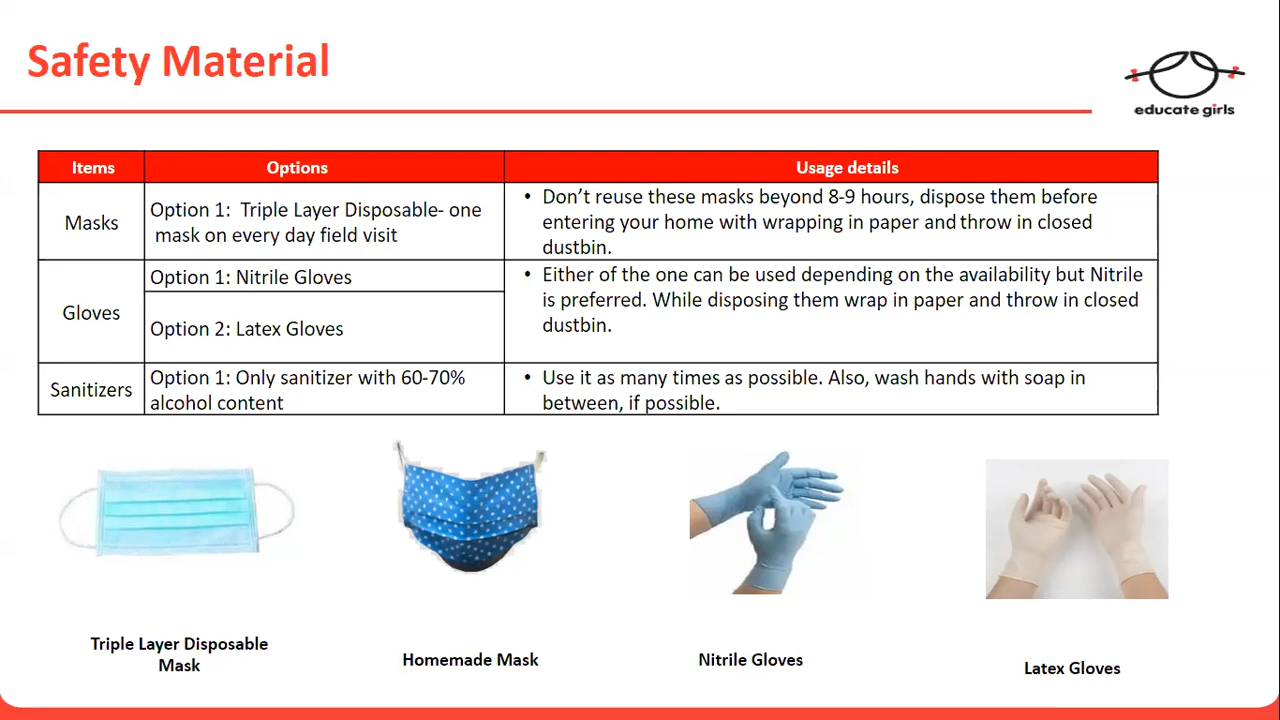 Safety Material
educate girls
Items
Options
Usage details
Masks
Option 1:  Triple Layer Disposable- one
mask on every day field visit
• Don’t reuse these masks beyond 8-9 hours, dispose them before
entering your home with wrapping in paper and throw in closed
dustbin.
Gloves
Option 1: Nitrile Gloves
Option 2: Latex Gloves
• Either of the one can be used depending on the availability but Nitrile
is preferred. While disposing them wrap in paper and throw in closed
dustbin.
Sanitizers
Option 1: Only sanitizer with 60-70%
alcohol content
• Use it as many times as possible. Also, wash hands with soap in
between, if possible.
Triple Layer Disposable
Mask
Homemade Mask
Nitrile Gloves
Latex Gloves